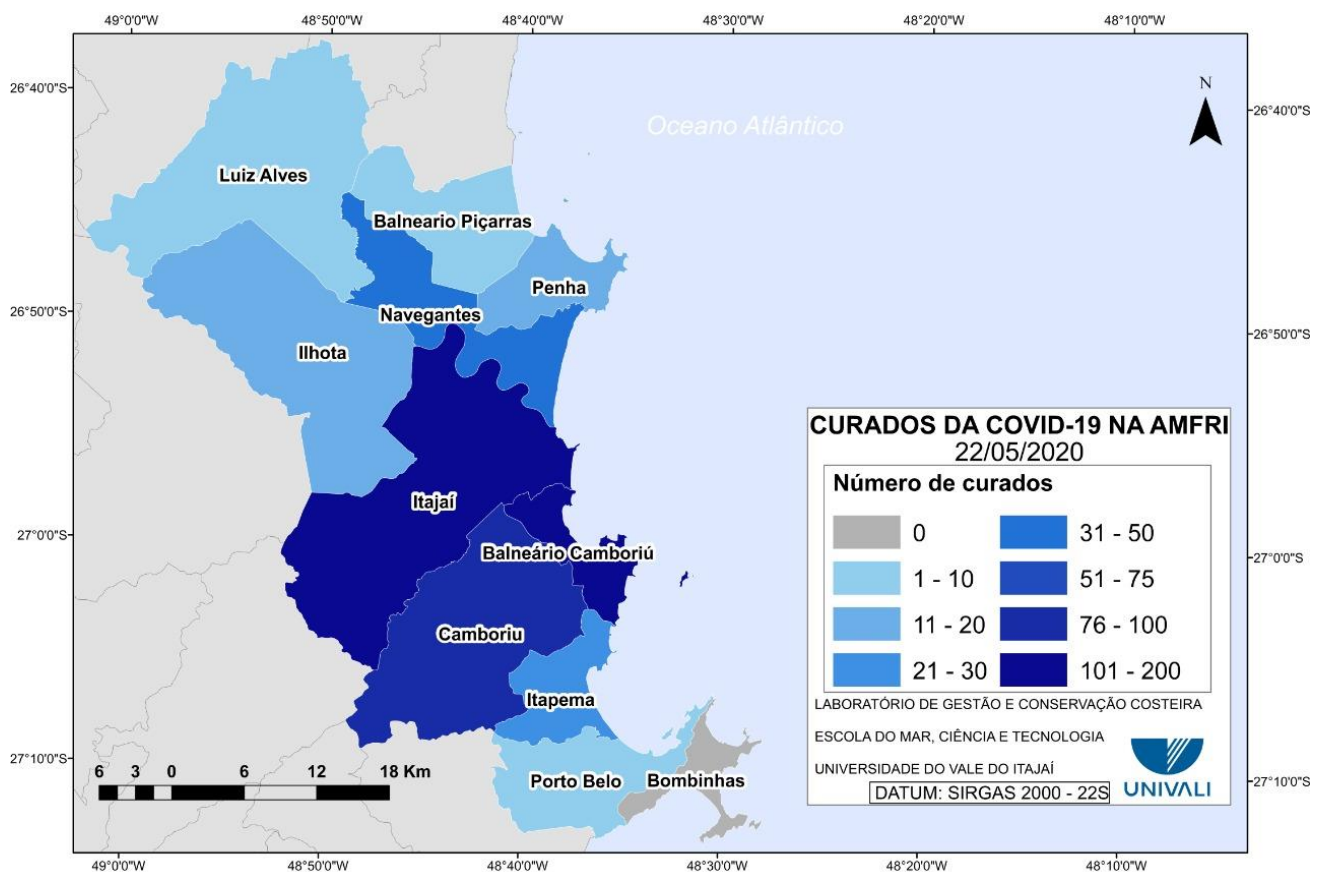 49°0'0"W 48°50'0"W 48°40'0"W 48°30'0"W 48°20'0"W 48°10'0"W
26°40'0"S
26°40'0"S
N
Oceano Atlântico
Luiz Alves
Balneario Piçarras
Penha
Navegantes
26°50'0"S
26°50'0"S
Ilhota
Itajaí
27°0'0"S
27°0'0"S
Balneário Camboriú
Camboriu
Itapema
Porto Belo
Bombinhas
27°10'0"S
27°10'0"S
6 3 0 6 12 18 Km
CURADOS DA COVID-19 NA AMFRI
22/05/2020
Número de curados
0
1 - 10
11 - 20
21 - 30
31 - 50
51 - 75
76 - 100
101 - 200
LABORATÓRIO DE GESTÃO E CONSERVAÇÃO COSTEIRA
ESCOLA DO MAR, CIÊNCIA E TECNOLOGIA
UNIVERSIDADE DO VALE DO ITAJAÍ
DATUM: SIRGAS 2000 - 22S
UNIVALI
49°0'0"W 48°50'0"W 48°40'0"W 48°30'0"W 48°20'0"W 48°10'0"W